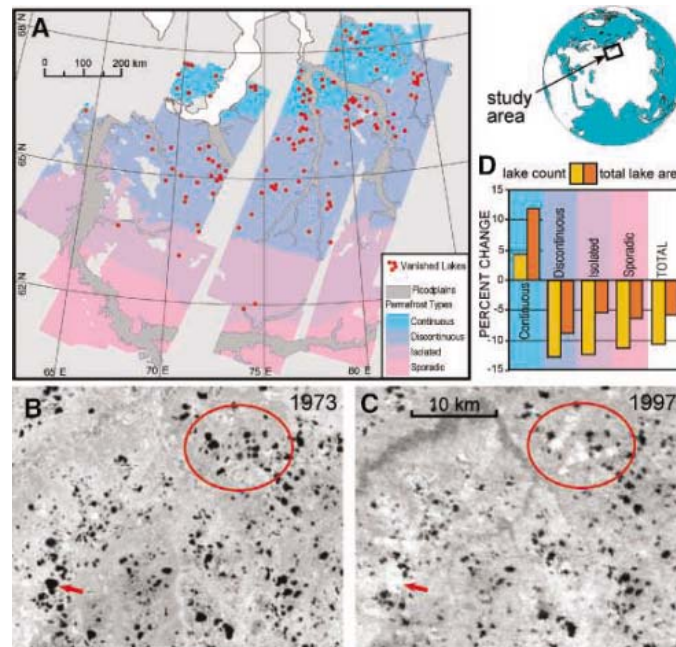 A
68 N
65 N
62 N
0 100 200 km
65 E
70 E
75 E
80 E
Vanished Lakes
Floodplains
Permafrost Types
Continuous
Discontinuous
Isolated
Sporadic
study
area
D
lake count
total lake area
PERCENT CHANGE
15
10
5
0
-5
-10
-15
Continuous
Discontinuous
Isolated
Sporadic
TOTAL
B
1973
C
10 km
1997